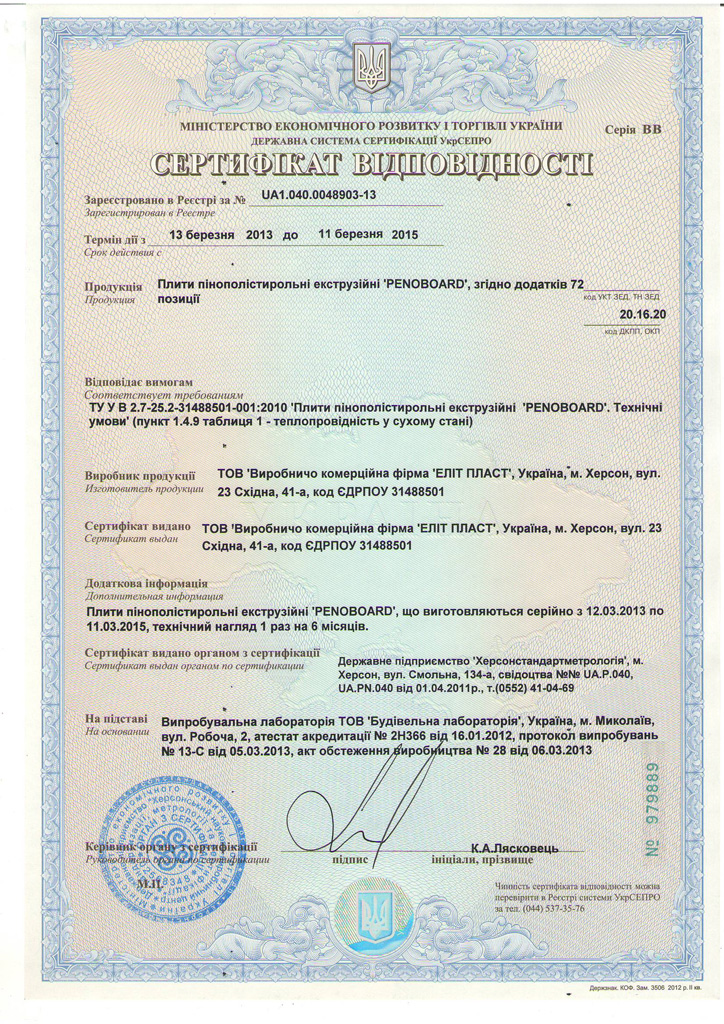 МІНІСТЕРСТВО ЕКОНОМІЧНОГО РОЗВИТКУ І ТОРГІВЛІ УКРАЇНИ
Серія ВВ
ДЕРЖАВНА СИСТЕМА СЕРТИФІКАЦІЇ УкрСЕПРО
СЕРТИФІКАТ ВІДПОВІДНОСТІ
Зареєстровано в Реєстрі за № UA1.040.0048903-13
Зарегистрирован в Реестре
Термін дії з 13 березня 2013 до 11 березня 2015
Срок действия с
Продукція Плити пінополістирольні екструзійні 'PENOBOARD', згідно додатків 72
Продукция позиції
код УКТ ЗЕД, ТН ЗЕД
20.16.20
код ДКПП, ОКП
Відповідає вимогам
Соответствует требованиям
ТУ У В 2.7-25.2-31488501-001:2010 'Плити пінополістирольні екструзійні 'PENOBOARD'. Технічні
умови' (пункт 1.4.9 таблиця 1 - теплопровідність у сухому стані)
Виробник продукції ТОВ 'Виробничо комерційна фірма 'ЕЛІТ ПЛАСТ', Україна, м. Херсон, вул.
Изготовитель продукции 23 Східна, 41-а, код ЄДРПОУ 31488501
Сертифікат видано ТОВ 'Виробничо комерційна фірма 'ЕЛІТ ПЛАСТ', Україна, м. Херсон, вул. 23
Сертификат выдан Східна, 41-а, код ЄДРПОУ 31488501
Додаткова інформація
Дополнительная информация
Плити пінополістирольні екструзійні 'PENOBOARD', що виготовляються серійно з 12.03.2013 по
11.03.2015, технічний нагляд 1 раз на 6 місяців.
Сертифікат видано органом з сертифікації
Сертификат выдан органом по сертификации
Державне підприємство 'Херсонстандартметрологія', м.
Херсон, вул. Смольна, 134-а, свідоцтва №№ UA.P.040,
UA.PN.040 від 01.04.2011р., т.(0552) 41-04-69
На підставі Випробувальна лабораторія ТОВ 'Будівельна лабораторія', Україна, м. Миколаїв,
На основании вул. Робоча, 2, атестат акредитації № 2Н366 від 16.01.2012, протокол випробувань
№ 13-С від 05.03.2013, акт обстеження виробництва № 28 від 06.03.2013
№ 979889
Керівник органу з сертифікації
К.А.Лясковець
Руководитель органа по сертификации
підпис
ініціали, прізвище
М.П.
Чинність сертифіката відповідності можна
перевірити в Реєстрі системи УкрСЕПРО
за тел. (044) 537-35-76
Держзнак. КОФ. Зам. 3506 2012 р. II кв.